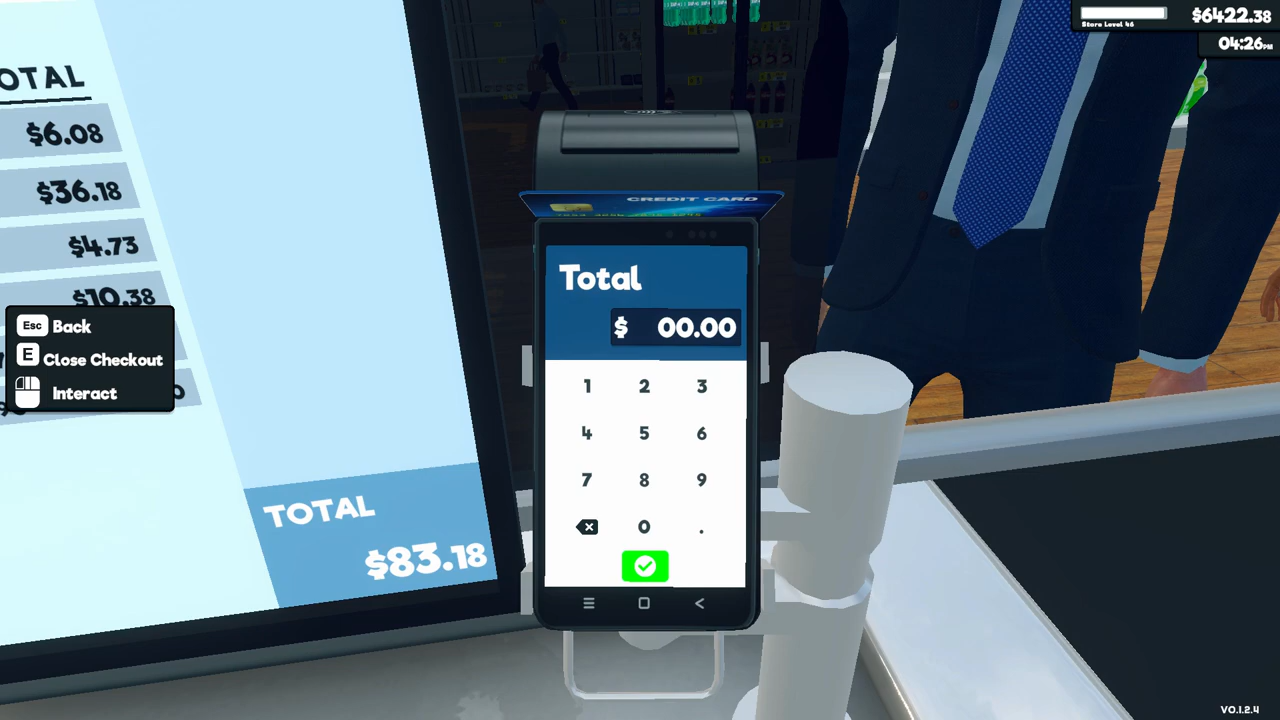 $6422.38
Store Level 46
04:26PM
OTAL
$6.08
$36.18
$4.73
$10.38
Esc Back
E Close Checkout
Interact
TOTAL
$83.18
CREDIT CARD
Total
$ 00.00
1 2 3
4 5 6
7 8 9
0 .
V0.1.2.4